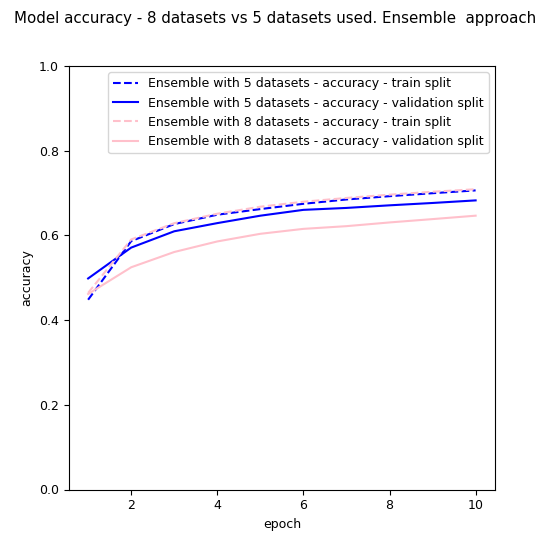 Model accuracy - 8 datasets vs 5 datasets used. Ensemble  approach
1.0
0.8
0.6
0.4
0.2
0.0
accuracy
Ensemble with 5 datasets - accuracy - train split
Ensemble with 5 datasets - accuracy - validation split
Ensemble with 8 datasets - accuracy - train split
Ensemble with 8 datasets - accuracy - validation split
2 4 6 8 10
epoch